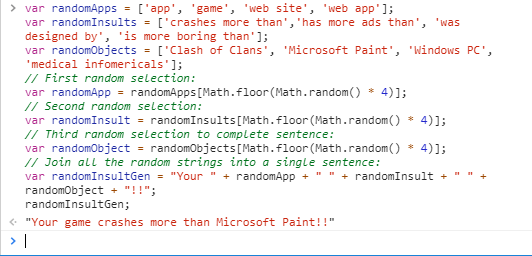 > var randomApps = ['app', 'game', 'web site', 'web app'];
var randomInsults = ['crashes more than','has more ads than', 'was
designed by', 'is more boring than'];
var randomObjects = ['Clash of Clans', 'Microsoft Paint', 'Windows PC',
'medical infomericals'];
// First random selection:
var randomApp = randomApps[Math.floor(Math.random() * 4)];
// Second random selection:
var randomInsult = randomInsults[Math.floor(Math.random() * 4)];
// Third random selection to complete sentence:
var randomObject = randomObjects[Math.floor(Math.random() * 4)];
// Join all the random strings into a single sentence:
var randomInsultGen = "Your " + randomApp + " " + randomInsult + " " +
randomObject + "!!";
randomInsultGen;
"Your game crashes more than Microsoft Paint!!"
>